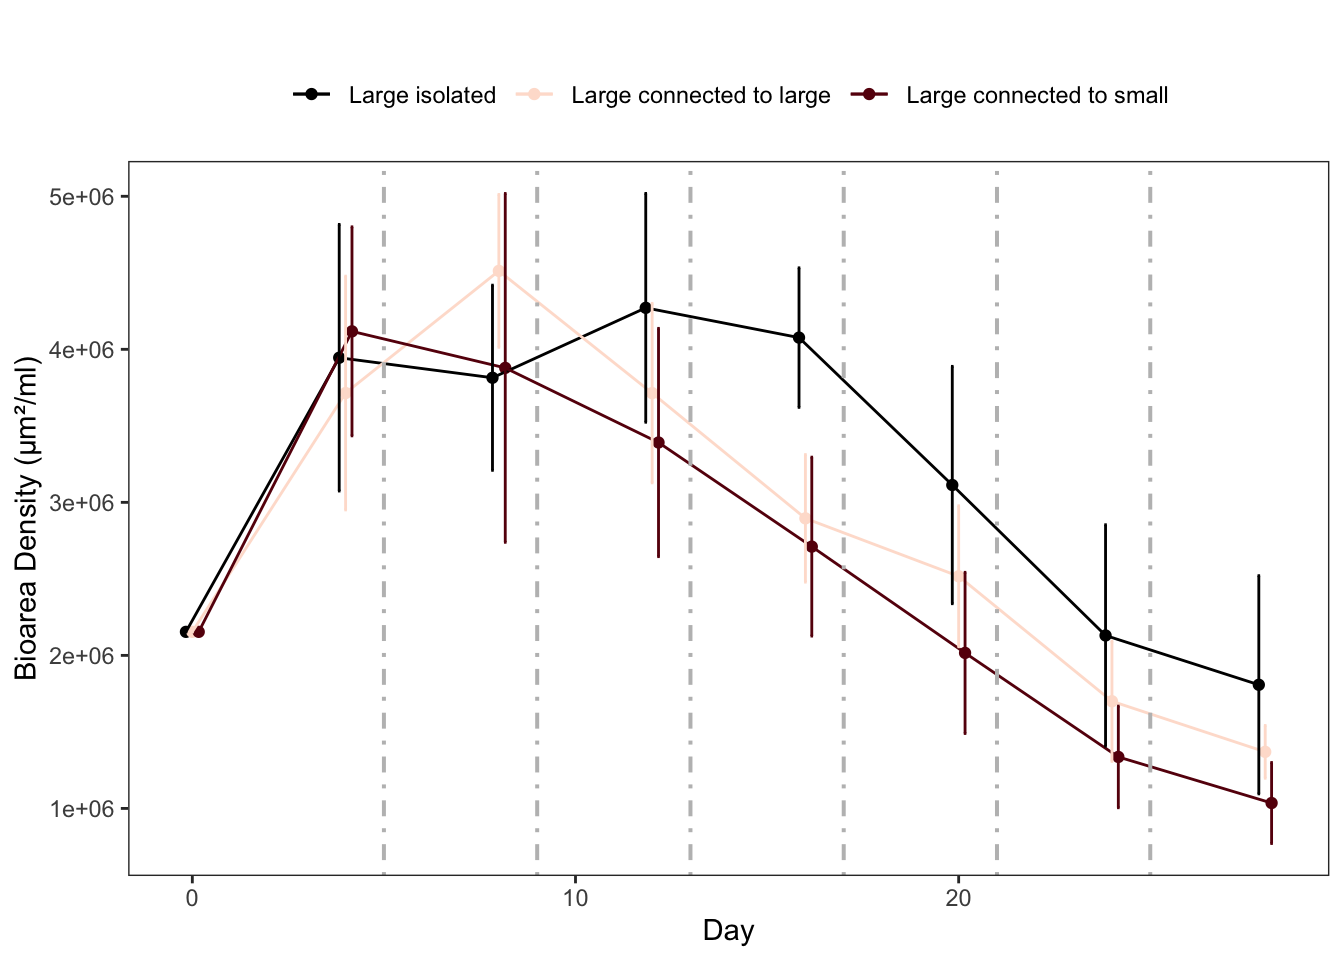 Large isolated Large connected to large Large connected to small
5e+06
4e+06
3e+06
2e+06
1e+06
Bioarea Density (μm²/ml)
0 10 20
Day